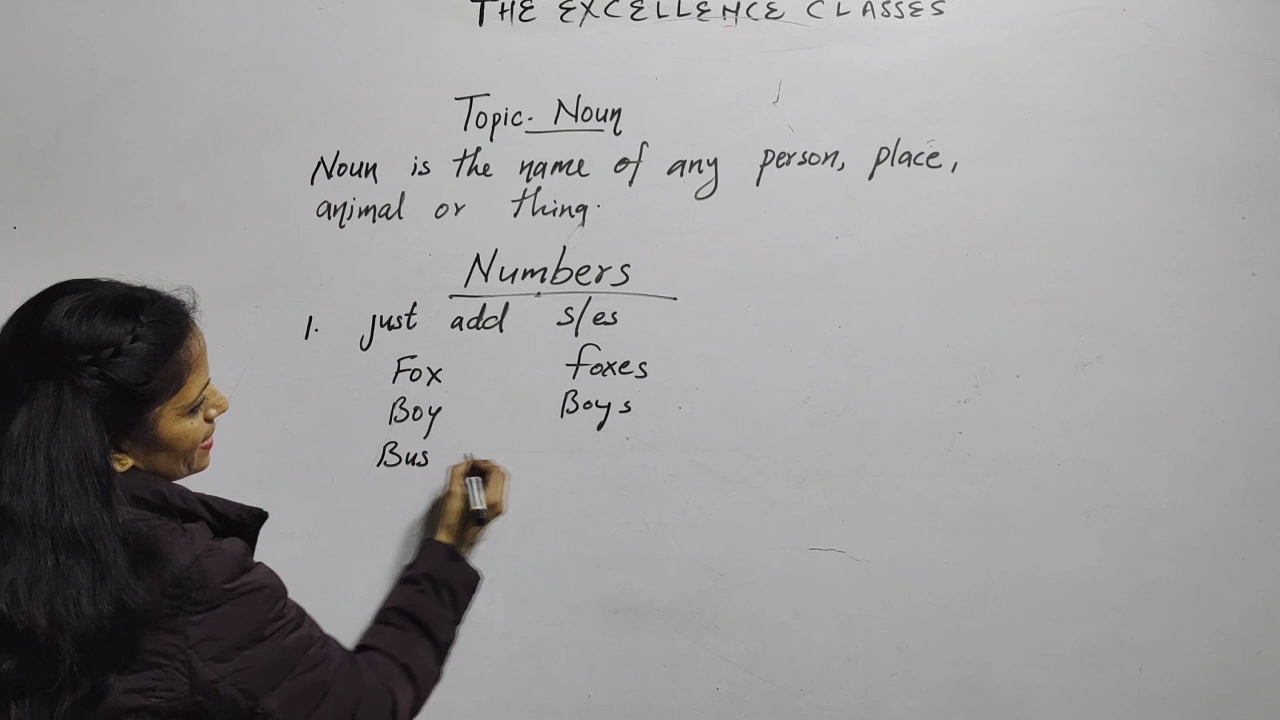 THE EXCELLENCE CLASSES
Topic. Noun
Noun is the name of any person, place,
animal or thing.
Numbers
1. just add s/es
Fox foxes
Boy Boys
Bus